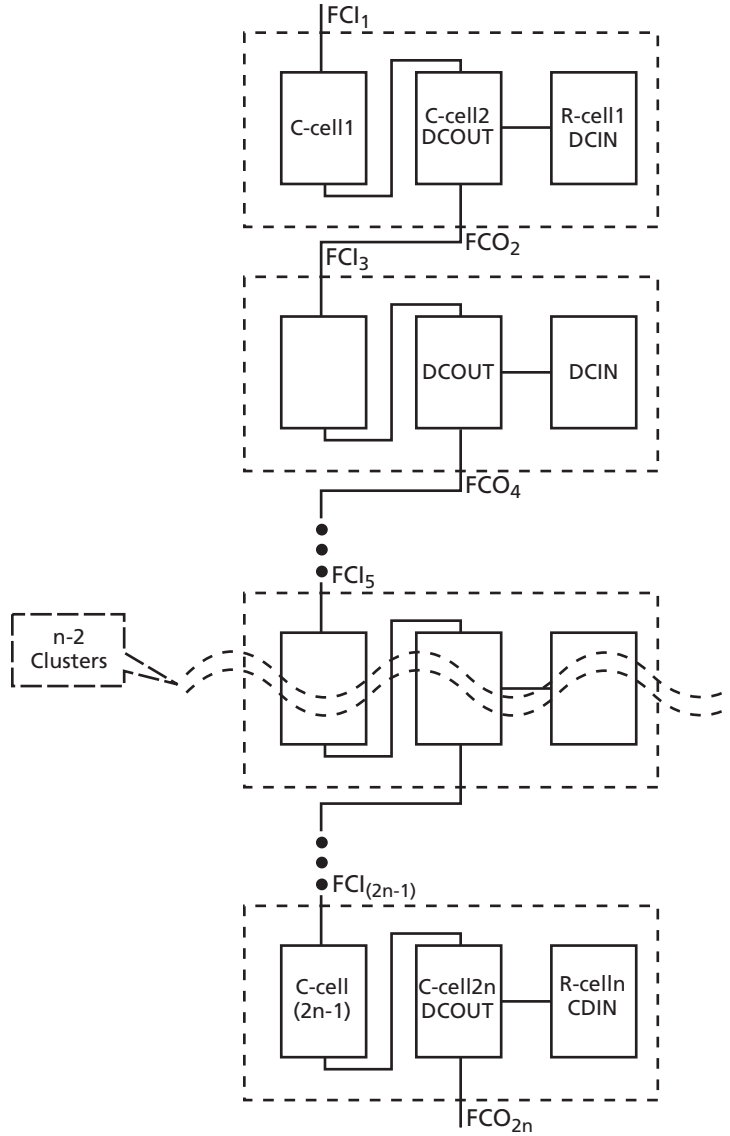 FCI₁
C-cell1
C-cell2
DCOUT
R-cell1
DCIN
FCO₂
FCI₃
DCOUT
DCIN
FCO₄
FCI₅
n-2
Clusters
FCI₍₂ₙ₋₁₎
C-cell
(2n-1)
C-cell2n
DCOUT
R-celln
CDIN
FCO₂ₙ